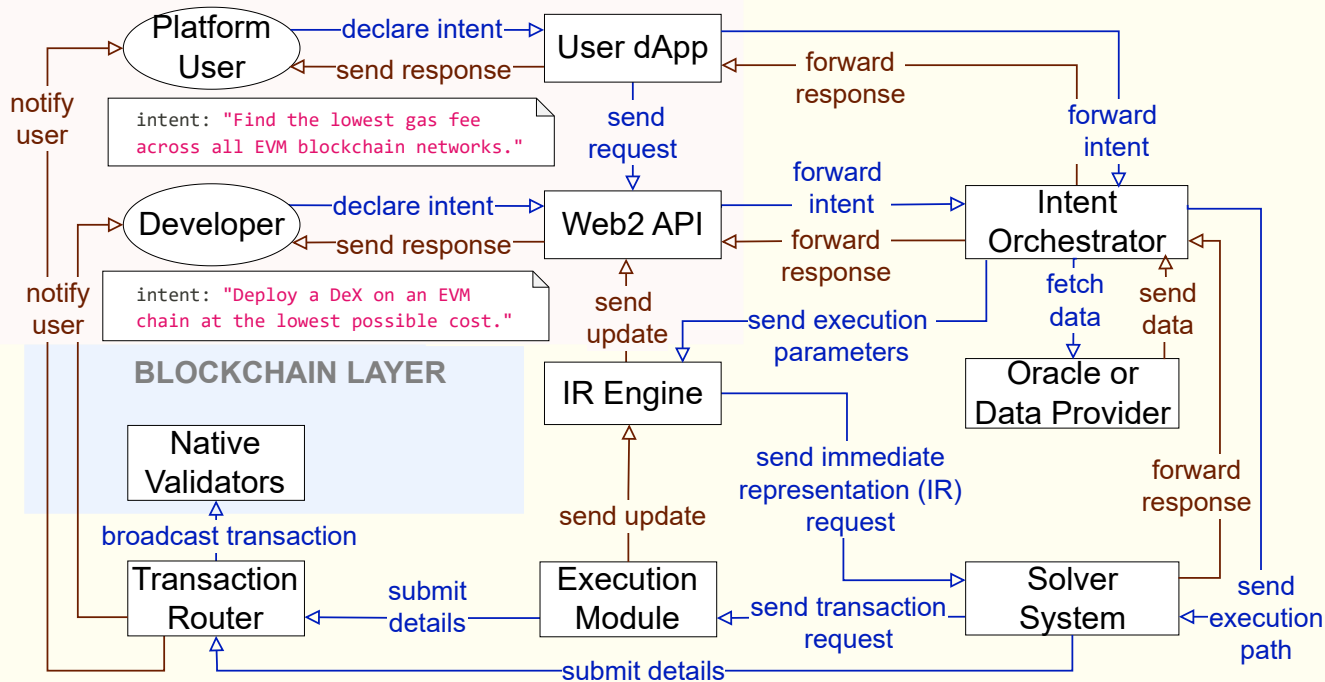 Platform
User
declare intent
User dApp
send response
forward
response
notify
user
intent: "Find the lowest gas fee
across all EVM blockchain networks."
send
request
forward
intent
Developer
declare intent
Web2 API
forward
intent
Intent
Orchestrator
send response
forward
response
notify
user
intent: "Deploy a DeX on an EVM
chain at the lowest possible cost."
send
update
send execution
parameters
fetch
data
send
data
BLOCKCHAIN LAYER
IR Engine
Oracle or
Data Provider
Native
Validators
send immediate
representation (IR)
request
forward
response
broadcast transaction
send update
Transaction
Router
submit
details
Execution
Module
send transaction
request
Solver
System
send
execution
path
submit details